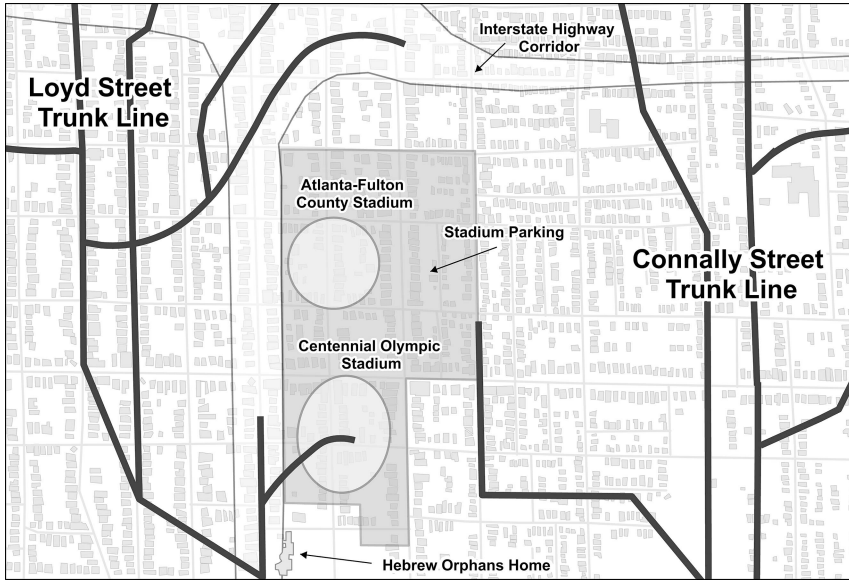 Interstate Highway
Corridor
Loyd Street
Trunk Line
Atlanta-Fulton
County Stadium
Stadium Parking
Connally Street
Trunk Line
Centennial Olympic
Stadium
Hebrew Orphans Home